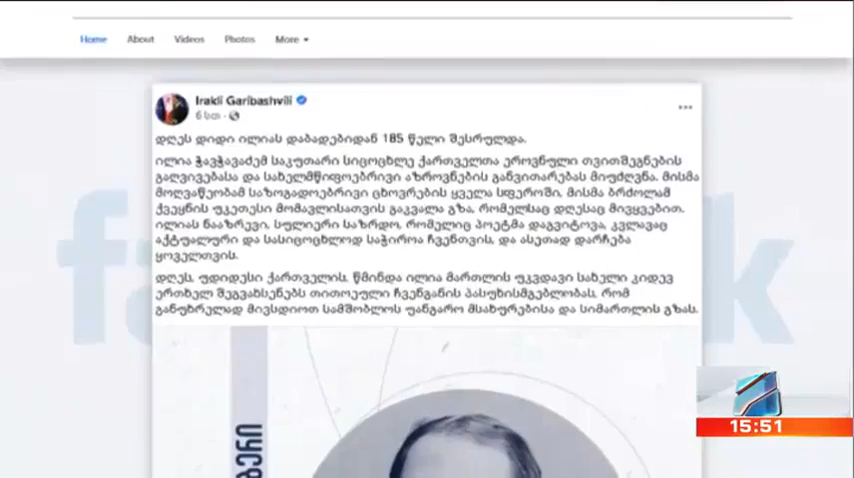 Home About Videos Photos More
Irakli Garibashvili
6 სთ ·
დღეს დიდი ილიას დაბადებიდან 185 წელი შესრულდა.
ილია ჭავჭავაძემ საკუთარი სიცოცხლე ქართველთა ეროვნული თვითშეგნების
გაღვივებასა და სახელმწიფოებრივი აზროვნების განვითარებას მიუძღვნა. მისმა
მოღვაწეობამ საზოგადოებრივი ცხოვრების ყველა სფეროში, მისმა ბრძოლამ
ქვეყნის უკეთესი მომავლისათვის გაკვალა გზა, რომელსაც დღესაც მივყვებით.
ილიას ნააზრევი, სულიერი საზრდო, რომელიც პოეტმა დაგვიტოვა, კვლავაც
აქტუალური და სასიცოცხლოდ საჭიროა ჩვენთვის, და ასეთად დარჩება
ყოველთვის.
დღეს, უდიდესი ქართველის, წმინდა ილია მართლის უკვდავი სახელი კიდევ
ერთხელ შეგვახსენებს თითოეული ჩვენგანის პასუხისმგებლობას, რომ
განუხრელად მივსდიოთ სამშობლოს უანგარო მსახურებისა და სიმართლის გზას.
15:51